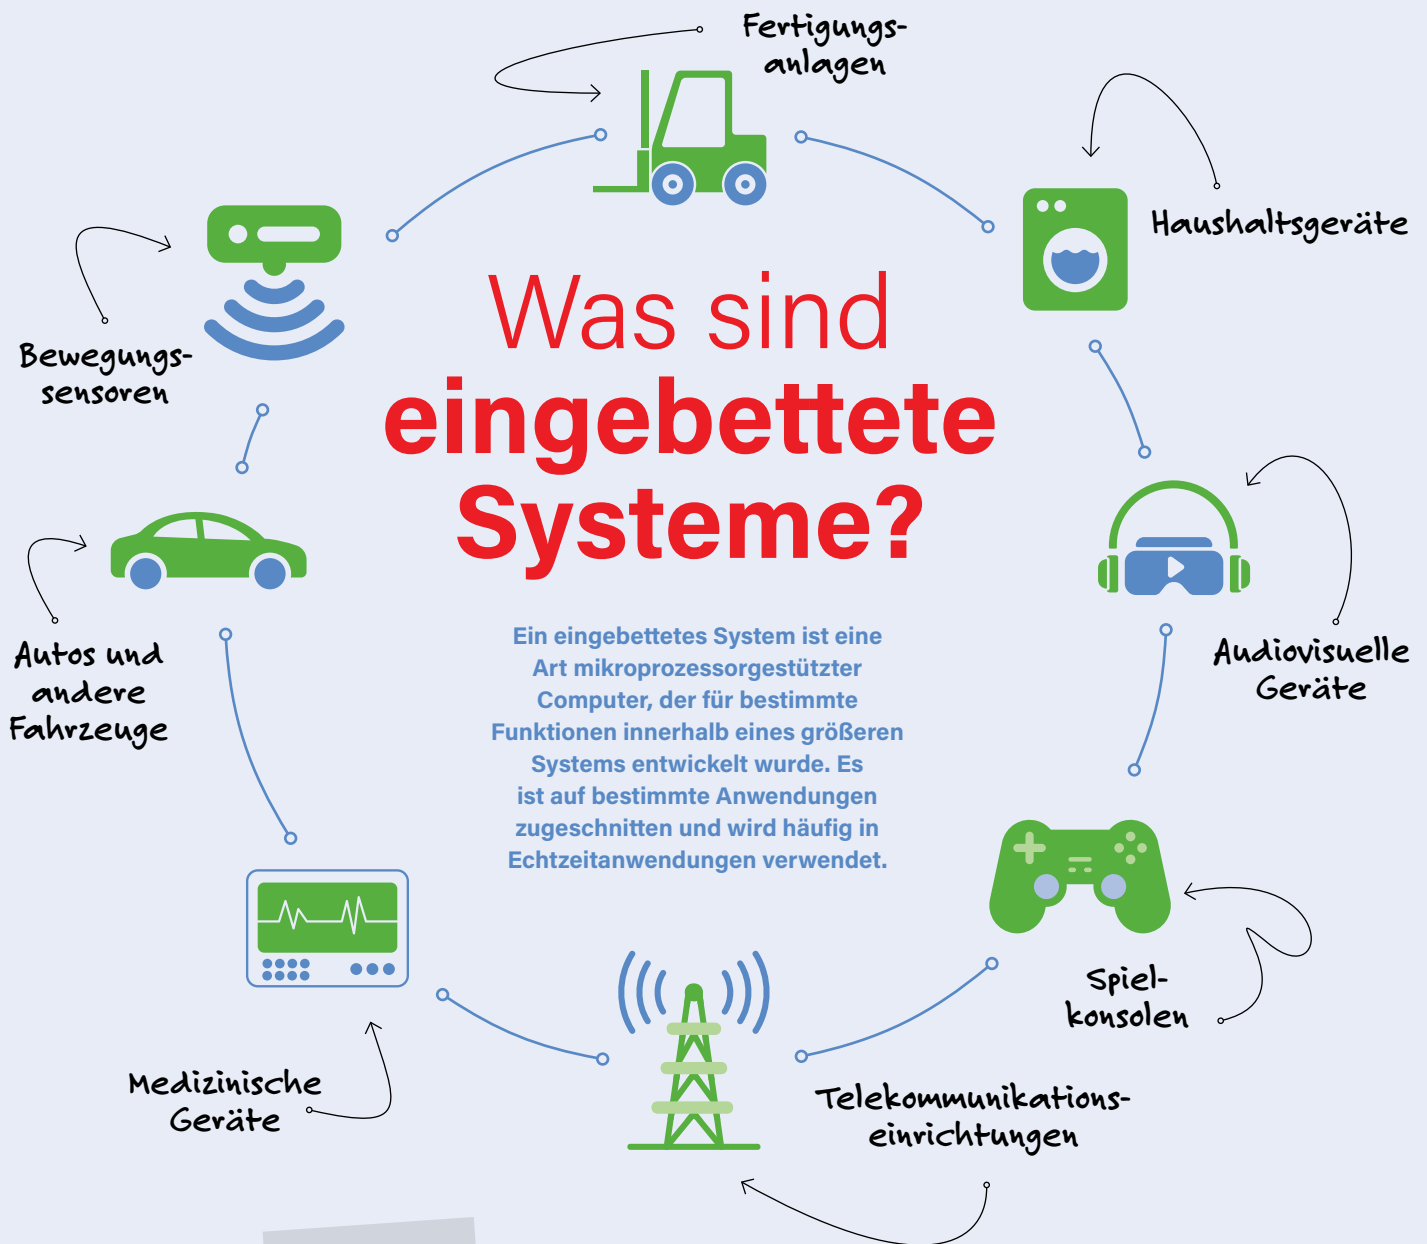 Fertigungs-
anlagen
Haushaltsgeräte
Bewegungs-
sensoren
Was sind
eingebettete
Systeme?
Autos und
andere
Fahrzeuge
Audiovisuelle
Geräte
Ein eingebettetes System ist eine
Art mikroprozessorgestützter
Computer, der für bestimmte
Funktionen innerhalb eines größeren
Systems entwickelt wurde. Es
ist auf bestimmte Anwendungen
zugeschnitten und wird häufig in
Echtzeitanwendungen verwendet.
Spiel-
konsolen
Medizinische
Geräte
Telekommunikations-
einrichtungen